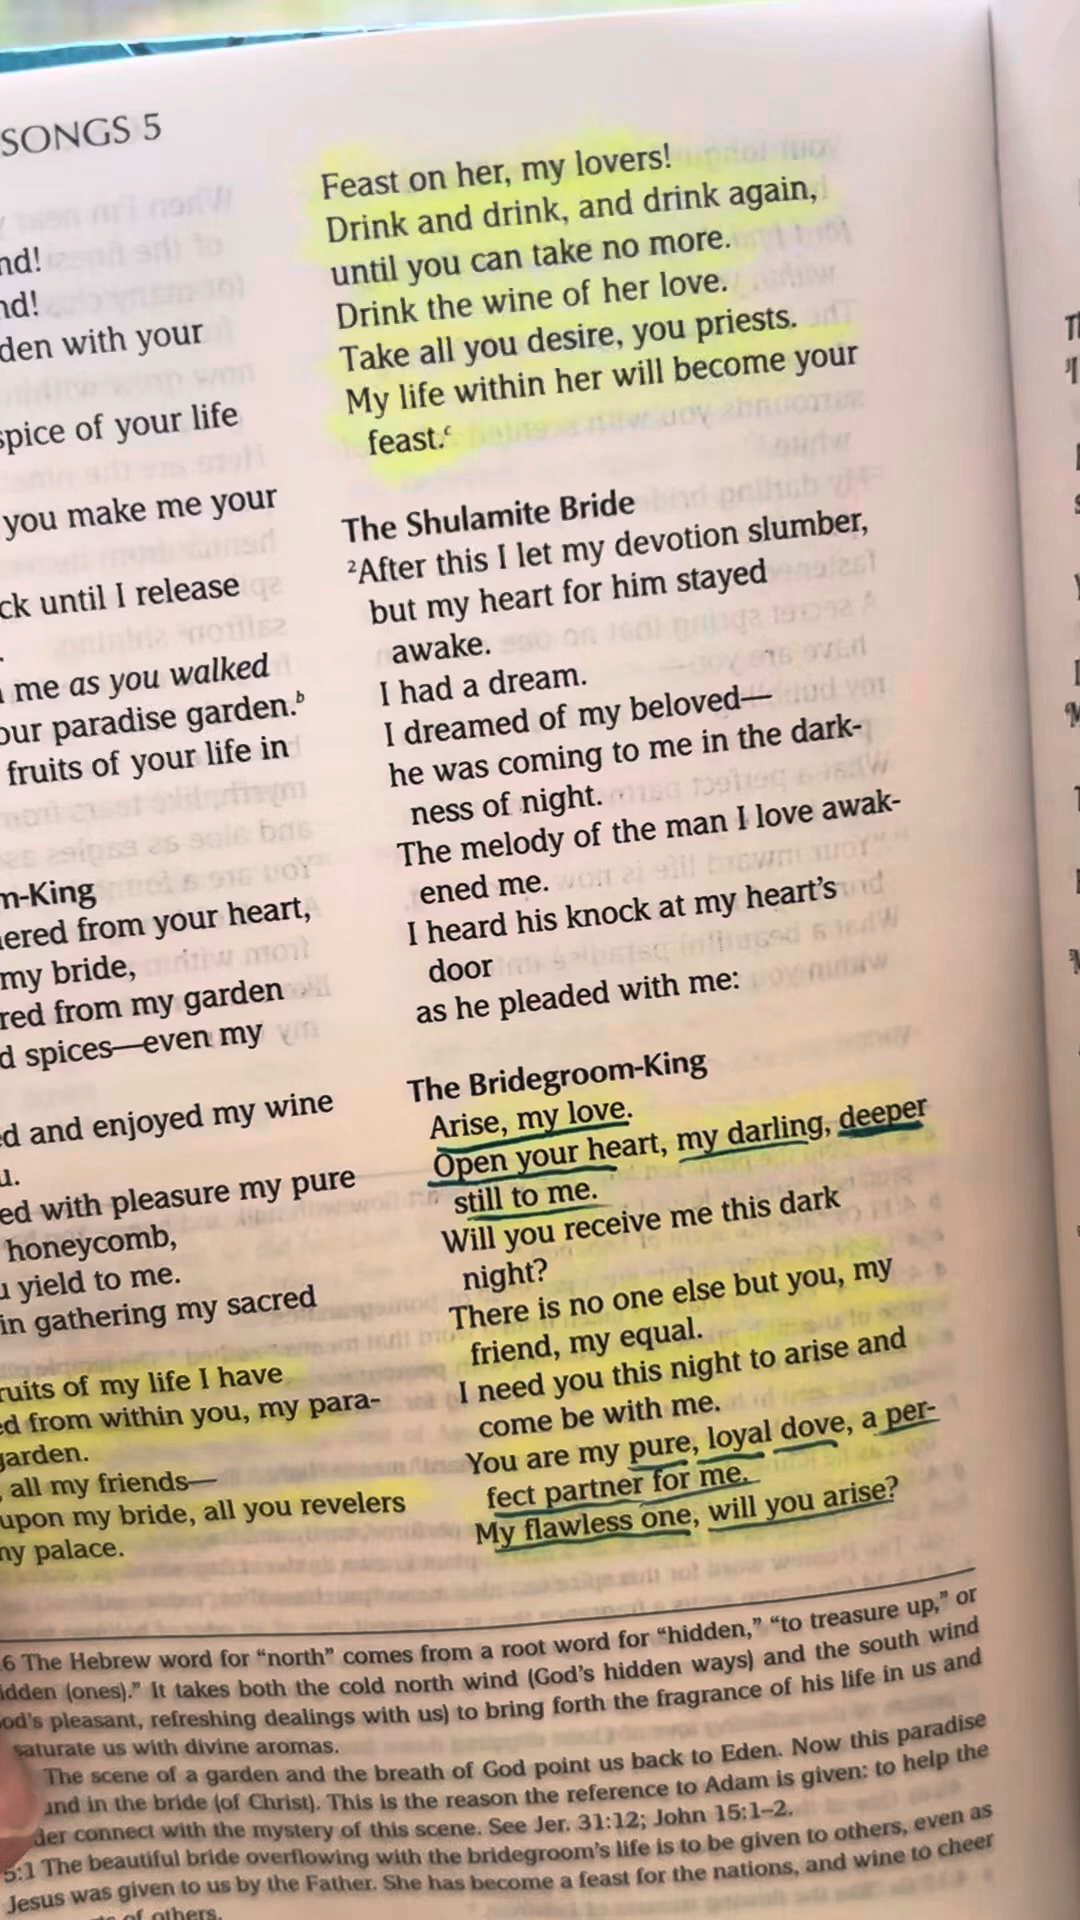 SONGS 5
nd!
nd!
den with your
spice of your life
you make me your
ck until I release
me as you walked
our paradise garden.ᵇ
fruits of your life in
m-King
ered from your heart,
my bride,
red from my garden
d spices—even my
ed and enjoyed my wine
u.
ed with pleasure my pure
honeycomb,
u yield to me.
in gathering my sacred
ruits of my life I have
ed from within you, my para-
garden.
, all my friends—
upon my bride, all you revelers
my palace.
Feast on her, my lovers!
Drink and drink, and drink again,
until you can take no more.
Drink the wine of her love.
Take all you desire, you priests.
My life within her will become your
feast.ᶜ
The Shulamite Bride
²After this I let my devotion slumber,
but my heart for him stayed
awake.
I had a dream.
I dreamed of my beloved—
he was coming to me in the dark-
ness of night.
The melody of the man I love awak-
ened me.
I heard his knock at my heart’s
door
as he pleaded with me:
The Bridegroom-King
Arise, my love.
Open your heart, my darling, deeper
still to me.
Will you receive me this dark
night?
There is no one else but you, my
friend, my equal.
I need you this night to arise and
come be with me.
You are my pure, loyal dove, a per-
fect partner for me.
My flawless one, will you arise?
6 The Hebrew word for “north” comes from a root word for “hidden,” “to treasure up,” or
idden (ones).” It takes both the cold north wind (God’s hidden ways) and the south wind
od’s pleasant, refreshing dealings with us) to bring forth the fragrance of his life in us and
saturate us with divine aromas.
The scene of a garden and the breath of God point us back to Eden. Now this paradise
and in the bride (of Christ). This is the reason the reference to Adam is given: to help the
der connect with the mystery of this scene. See Jer. 31:12; John 15:1–2.
5:1 The beautiful bride overflowing with the bridegroom’s life is to be given to others, even as
Jesus was given to us by the Father. She has become a feast for the nations, and wine to cheer
of others.